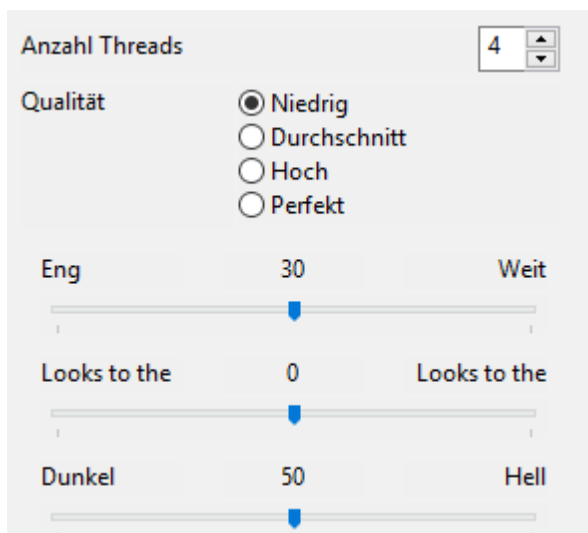 Anzahl Threads 4
Qualität Niedrig
Durchschnitt
Hoch
Perfekt
Eng 30 Weit
Looks to the 0 Looks to the
Dunkel 50 Hell